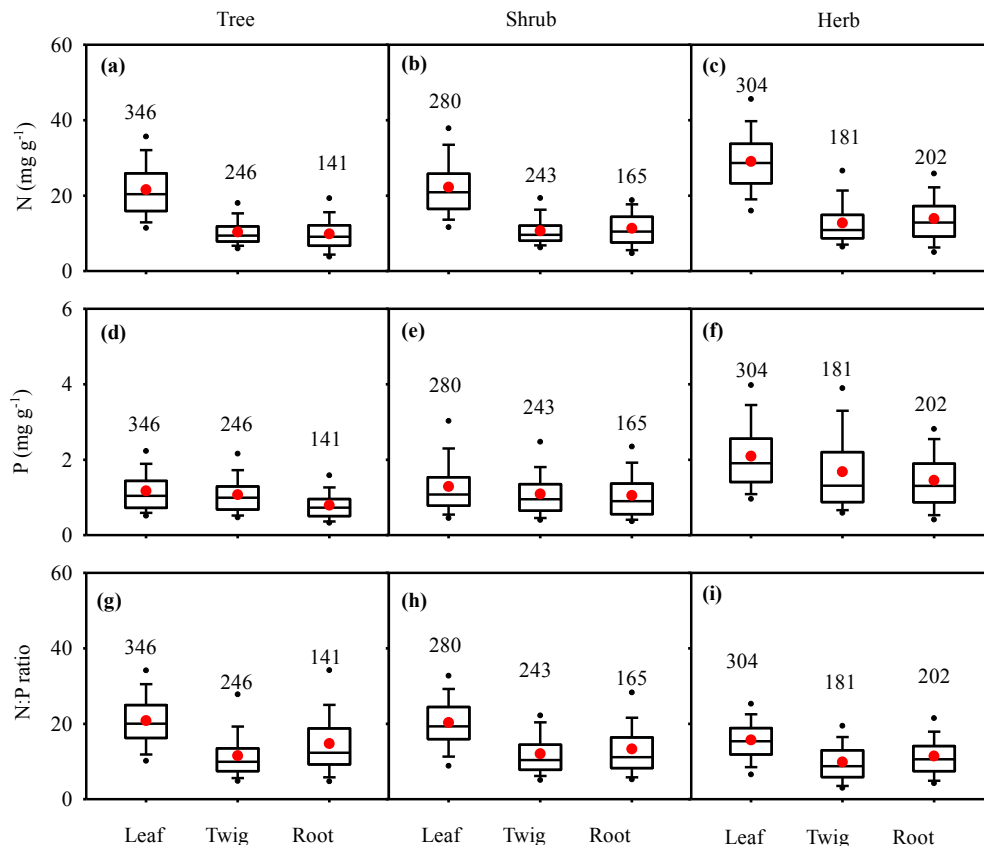 Tree Shrub Herb
60
(a) (b) (c)
304
346 280
40
246 243 181 202
141 165
N (mg g⁻¹)
20
0
6
(d) (e) (f)
4
304 181
280 202
346 246 243
141 165
P (mg g⁻¹)
2
0
60
(g) (h) (i)
40
346 141 280 304
246 243 165 181 202
N:P ratio
20
0
Leaf Twig Root Leaf Twig Root Leaf Twig Root